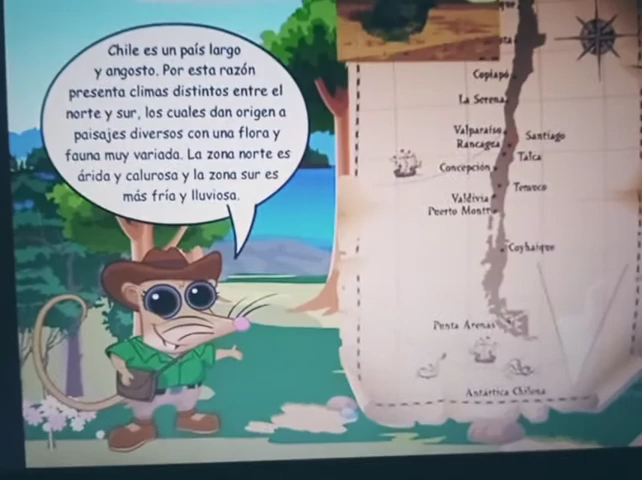 Chile es un país largo
y angosto. Por esta razón
presenta climas distintos entre el
norte y sur, los cuales dan origen a
paisajes diversos con una flora y
fauna muy variada. La zona norte es
árida y calurosa y la zona sur es
más fría y lluviosa.
Copiapó
La Serena
Valparaíso
Santiago
Rancagua
Talca
Concepción
Temuco
Valdivia
Puerto Montt
Coyhaique
Punta Arenas
Antártica Chilena